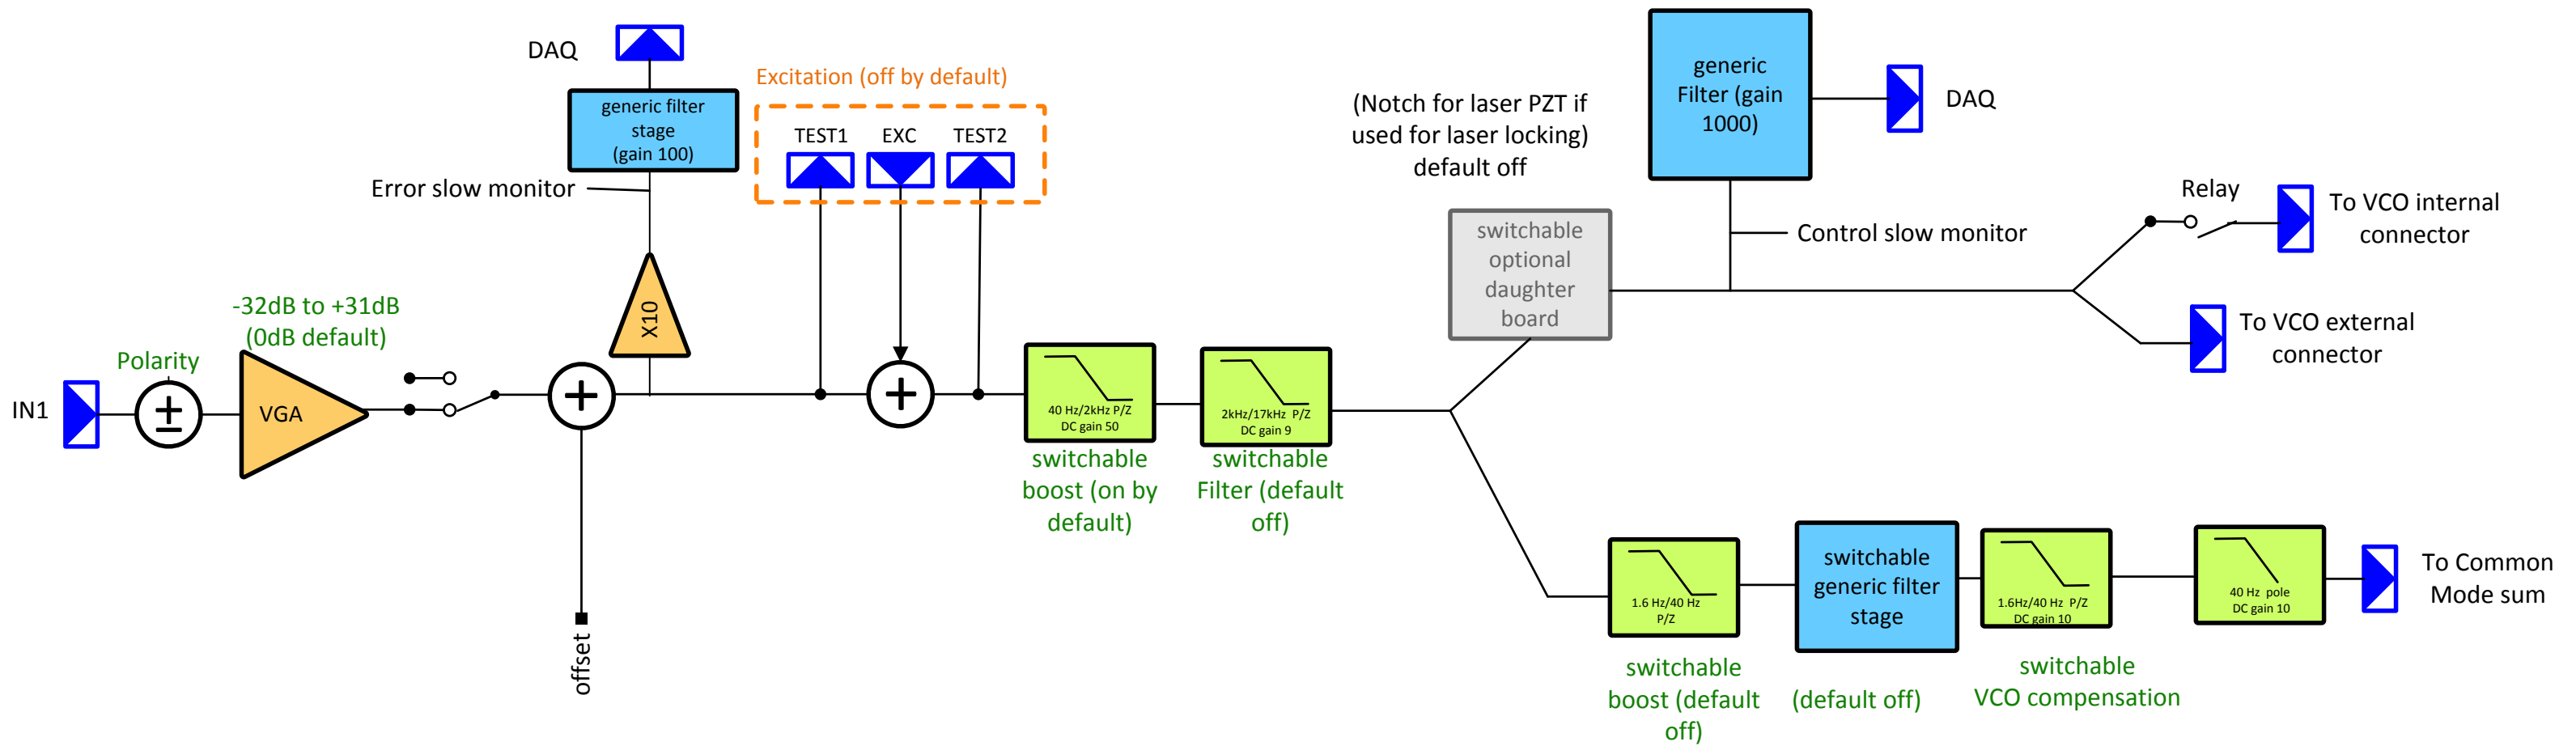 DAQ
generic filter
stage
(gain 100)
Error slow monitor
X10
Excitation (off by default)
TEST1 EXC TEST2
-32dB to +31dB
(0dB default)
Polarity
IN1
±
VGA
+
offset
+
40 Hz/2kHz P/Z
DC gain 50
switchable
boost (on by
default)
2kHz/17kHz P/Z
DC gain 9
switchable
Filter (default
off)
(Notch for laser PZT if
used for laser locking)
default off
switchable
optional
daughter
board
generic
Filter (gain
1000)
DAQ
Control slow monitor
Relay
To VCO internal
connector
To VCO external
connector
1.6 Hz/40 Hz
P/Z
switchable
boost (default
off)
switchable
generic filter
stage
(default off)
1.6Hz/40 Hz P/Z
DC gain 10
switchable
VCO compensation
40 Hz pole
DC gain 10
To Common
Mode sum